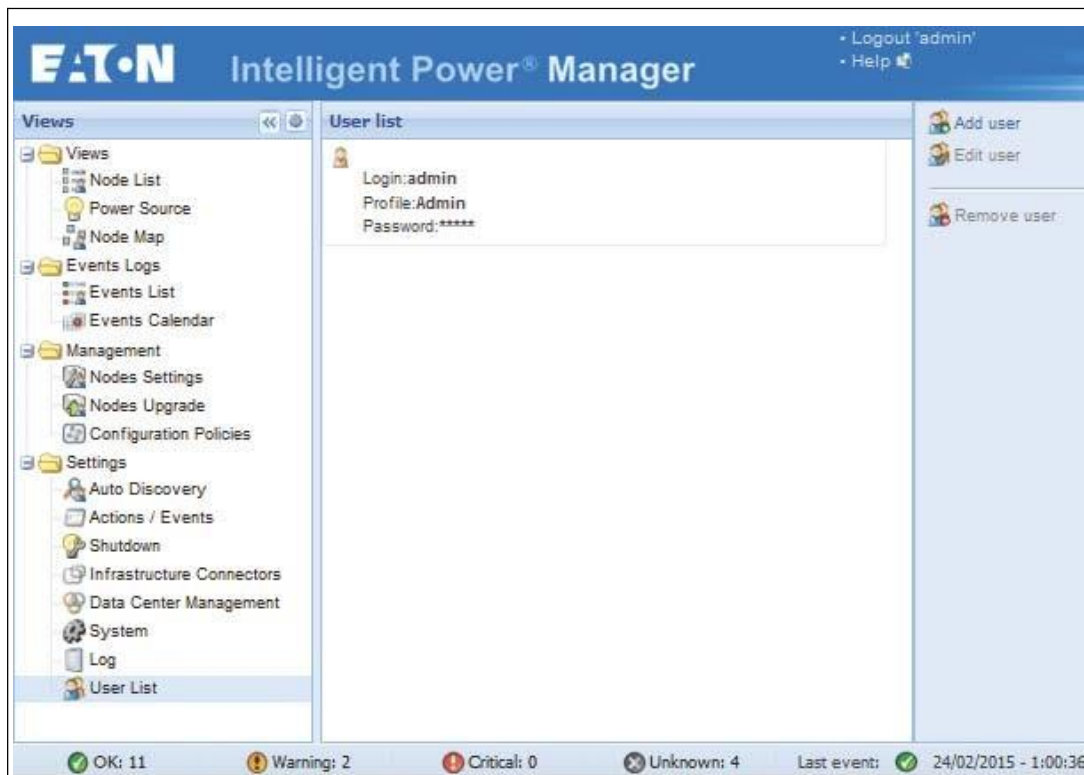 EATON Intelligent Power® Manager
• Logout 'admin'
• Help
Views
Views
Node List
Power Source
Node Map
Events Logs
Events List
Events Calendar
Management
Nodes Settings
Nodes Upgrade
Configuration Policies
Settings
Auto Discovery
Actions / Events
Shutdown
Infrastructure Connectors
Data Center Management
System
Log
User List
User list
Login:admin
Profile:Admin
Password:*****
Add user
Edit user
Remove user
OK: 11 Warning: 2 Critical: 0 Unknown: 4 Last event: 24/02/2015 - 1:00:36